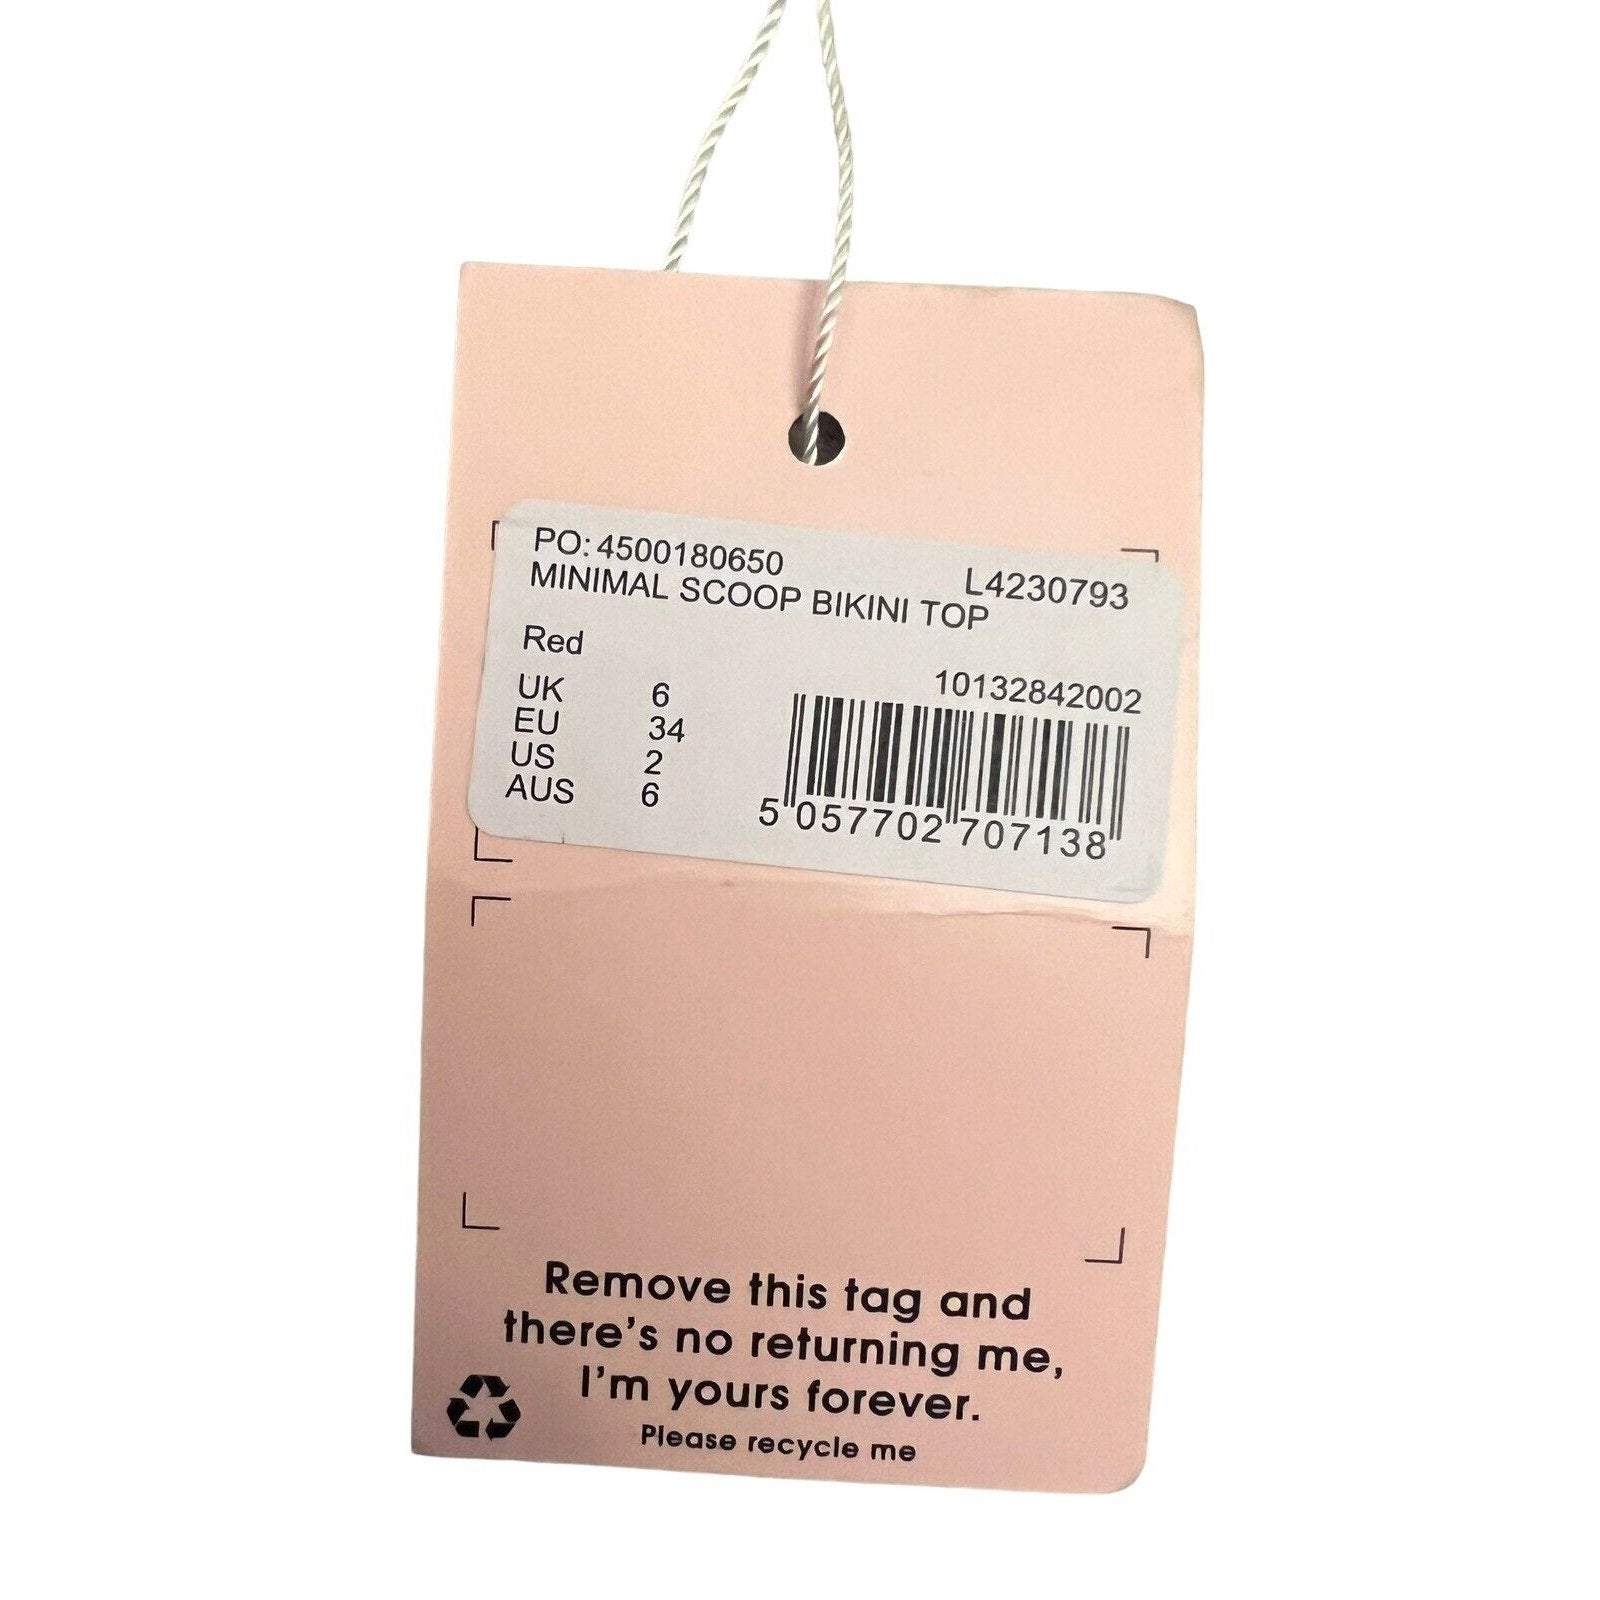 PO: 4500180650
L4230793
MINIMAL SCOOP BIKINI TOP
Red
10132842002
UK 6
EU 34
US 2
AUS 6
5 057702 707138
Remove this tag and
there's no returning me,
I'm yours forever.
Please recycle me